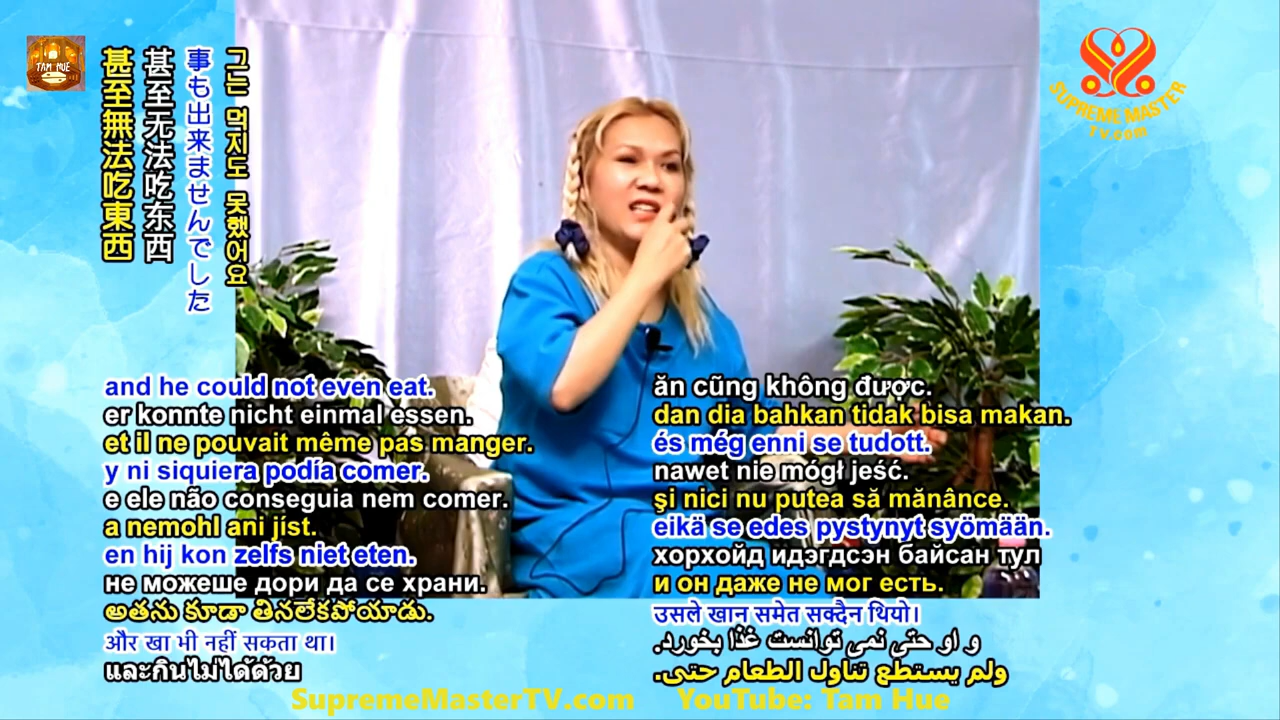 TAM HUE
甚至無法吃東西
甚至无法吃东西
事も出来ませんでした
그는 먹지도 못했어요
SUPREME MASTER
TV.com
and he could not even eat.
er konnte nicht einmal essen.
et il ne pouvait même pas manger.
y ni siquiera podía comer.
e ele não conseguia nem comer.
a nemohl ani jíst.
en hij kon zelfs niet eten.
не можеше дори да се храни.
అతను కూడా తినలేకపోయాడు.
और खा भी नहीं सकता था।
และกินไม่ได้ด้วย
ăn cũng không được.
dan dia bahkan tidak bisa makan.
és még enni se tudott.
nawet nie mógł jeść.
şi nici nu putea să mănânce.
eikä se edes pystynyt syömään.
хорхойд идэгдсэн байсан тул
и он даже не мог есть.
उसले खान समेत सक्दैन थियो।
و او حتی نمی توانست غذا بخورد.
ولم يستطع تناول الطعام حتى.
SupremeMasterTV.com
YouTube: Tam Hue